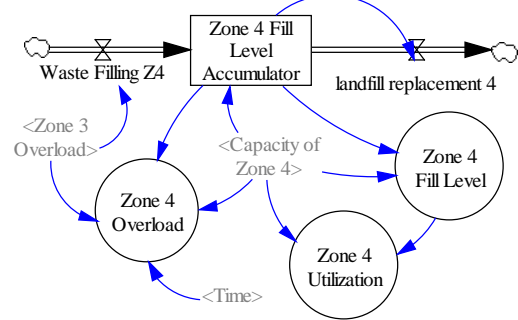 Zone 4 Fill
Level
Accumulator
Waste Filling Z4
landfill replacement 4
<Zone 3
Overload>
<Capacity of
Zone 4>
Zone 4
Fill Level
Zone 4
Overload
Zone 4
Utilization
<Time>